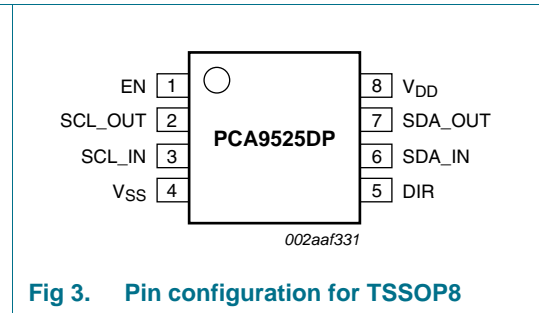 EN 1 8 VDD
SCL_OUT 2 7 SDA_OUT
PCA9525DP
SCL_IN 3 6 SDA_IN
VSS 4 5 DIR
002aaf331
Fig 3. Pin configuration for TSSOP8